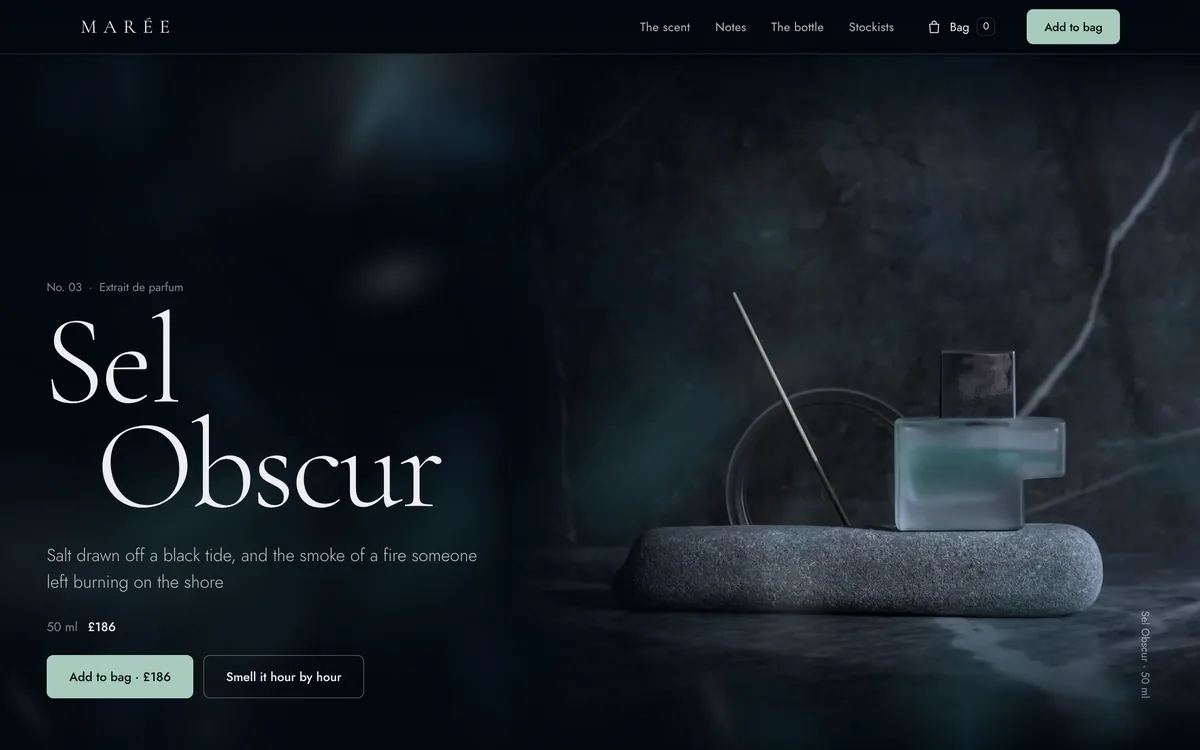 MARÉE
The scent
Notes
The bottle
Stockists
Bag 0
Add to bag
No. 03 · Extrait de parfum
Sel
Obscur
Salt drawn off a black tide, and the smoke of a fire someone
left burning on the shore
50 ml £186
Add to bag · £186
Smell it hour by hour
Sel Obscur · 50 ml